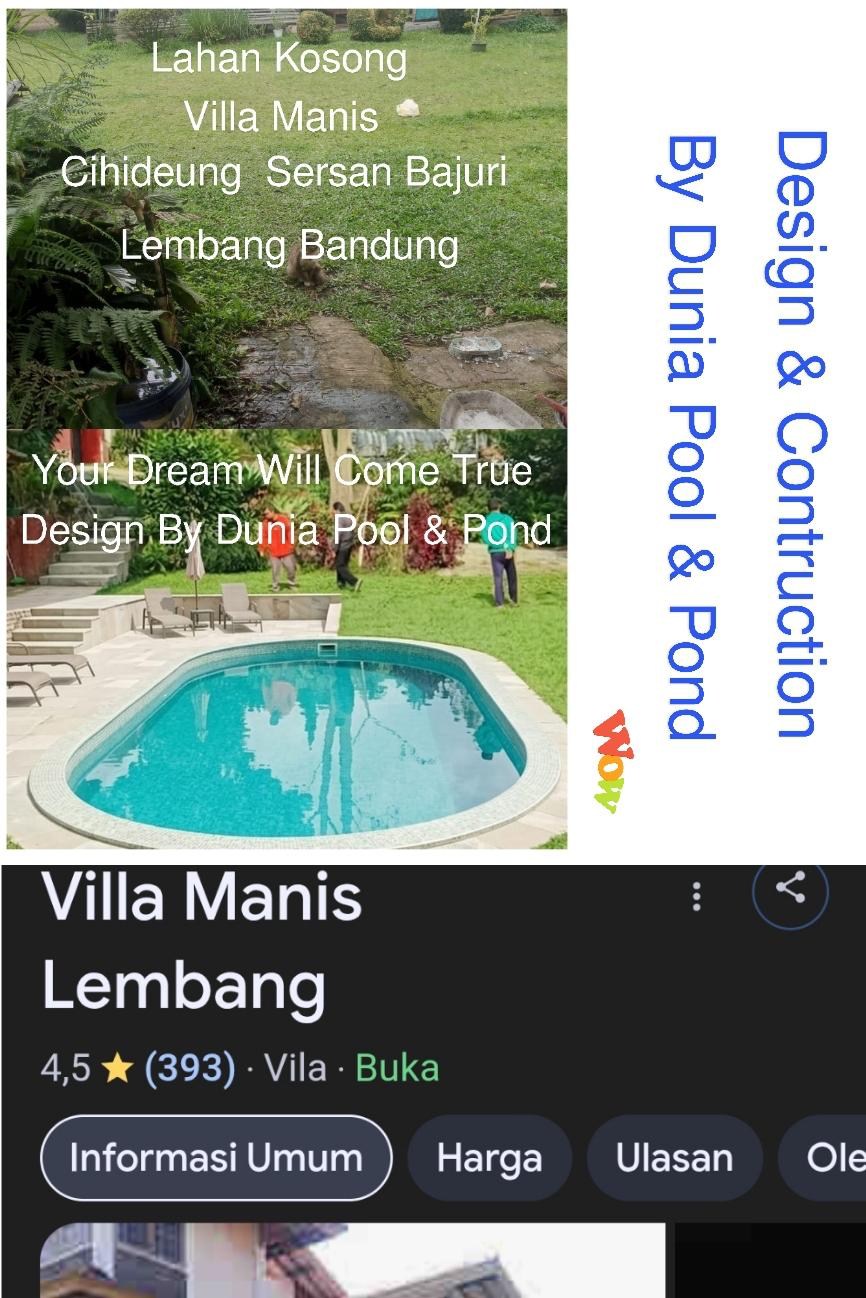 Lahan Kosong
Villa Manis
Cihideung Sersan Bajuri
Lembang Bandung
Your Dream Will Come True
Design By Dunia Pool & Pond
Design & Contruction
By Dunia Pool & Pond
Wow
Villa Manis
Lembang
4,5 ★ (393) · Vila · Buka
Informasi Umum
Harga
Ulasan
Ole